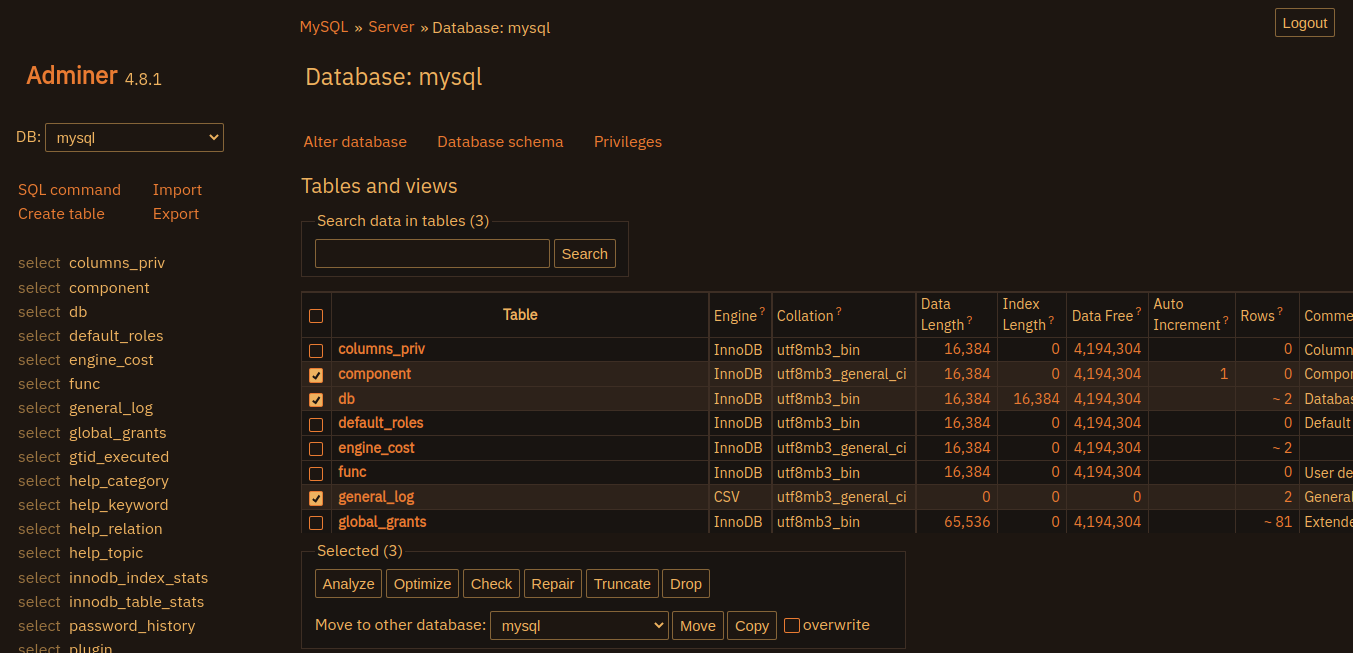 MySQL » Server » Database: mysql
Logout
Adminer 4.8.1
Database: mysql
DB: mysql
Alter database Database schema Privileges
SQL command Import
Create table Export
select columns_priv
select component
select db
select default_roles
select engine_cost
select func
select general_log
select global_grants
select gtid_executed
select help_category
select help_keyword
select help_relation
select help_topic
select innodb_index_stats
select innodb_table_stats
select password_history
select plugin
Tables and views
Search data in tables (3)
Search
Table Engine? Collation? Data Length? Index Length? Data Free? Auto Increment? Rows? Comme
columns_priv InnoDB utf8mb3_bin 16,384 0 4,194,304 0 Column
component InnoDB utf8mb3_general_ci 16,384 0 4,194,304 1 0 Compor
db InnoDB utf8mb3_bin 16,384 16,384 4,194,304 ~ 2 Databas
default_roles InnoDB utf8mb3_bin 16,384 0 4,194,304 0 Default
engine_cost InnoDB utf8mb3_general_ci 16,384 0 4,194,304 ~ 2
func InnoDB utf8mb3_bin 16,384 0 4,194,304 0 User de
general_log CSV utf8mb3_general_ci 0 0 0 2 General
global_grants InnoDB utf8mb3_bin 65,536 0 4,194,304 ~ 81 Extende
Selected (3)
Analyze Optimize Check Repair Truncate Drop
Move to other database: mysql Move Copy overwrite